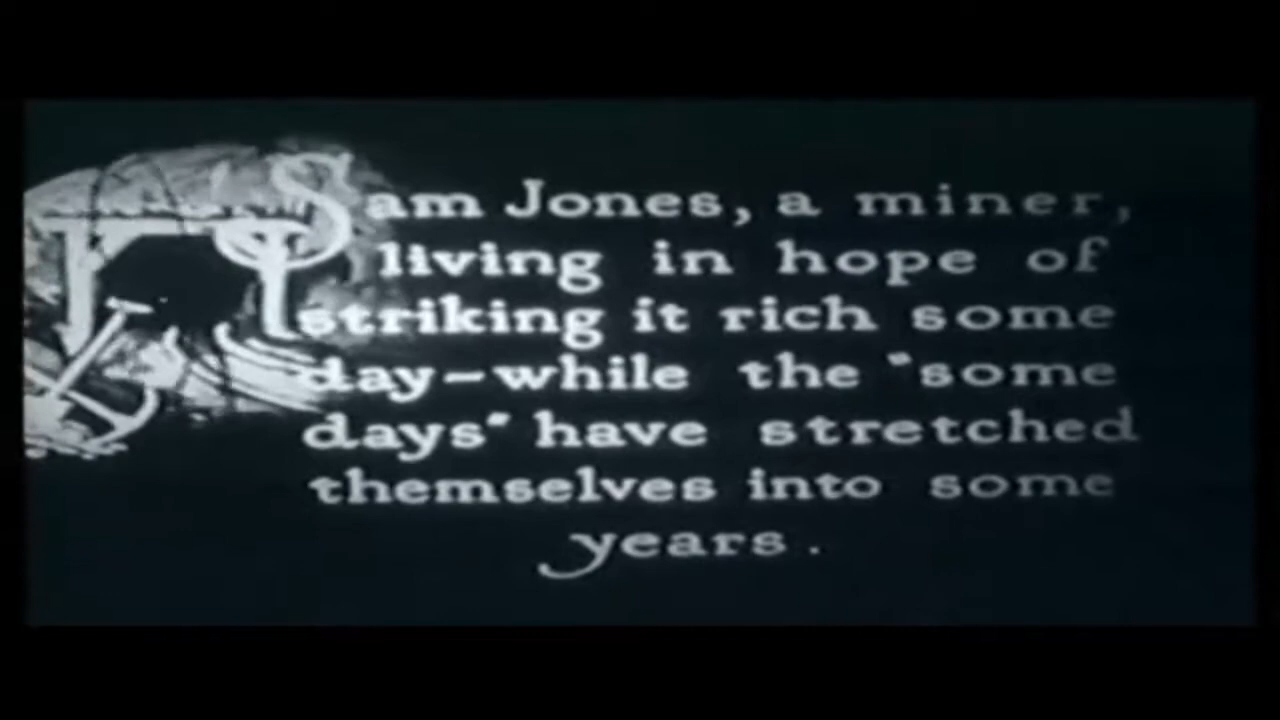 Sam Jones, a miner,
living in hope of
striking it rich some
day—while the "some
days" have stretched
themselves into some
years.